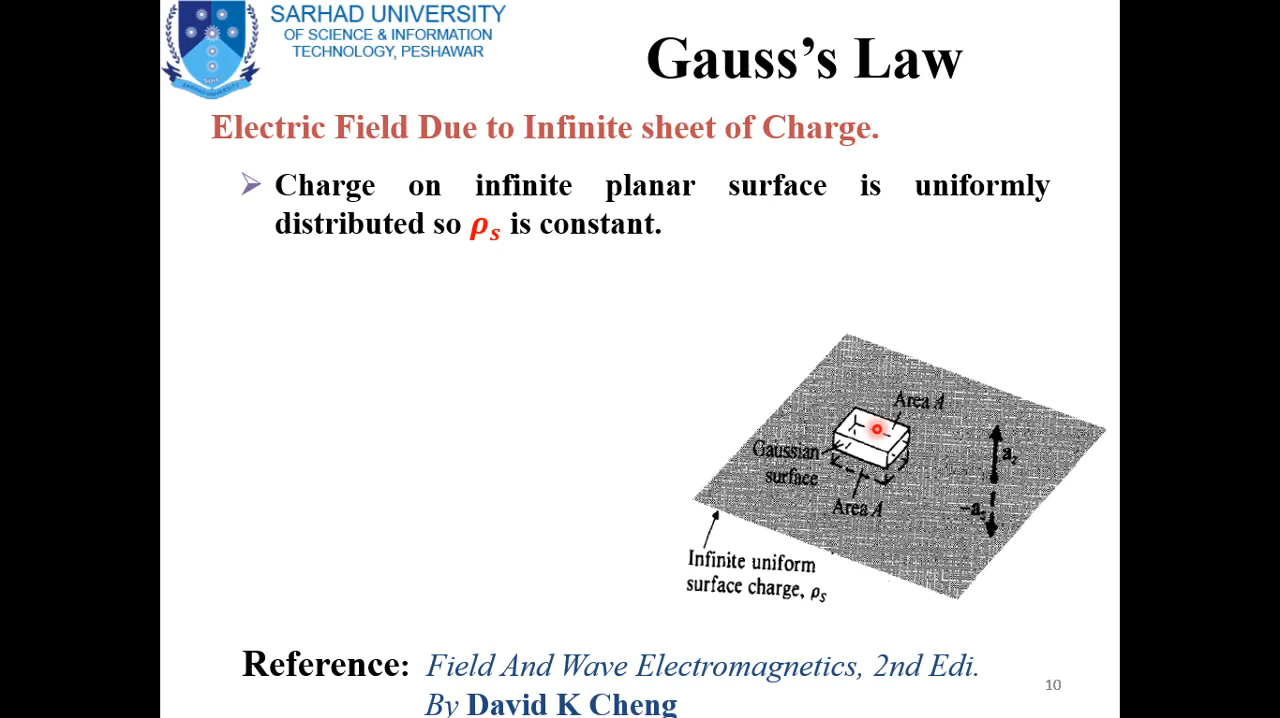 SARHAD UNIVERSITY
OF SCIENCE & INFORMATION
TECHNOLOGY, PESHAWAR
Gauss’s Law
Electric Field Due to Infinite sheet of Charge.
Charge on infinite planar surface is uniformly
distributed so ρₛ is constant.
Area A
Gaussian
surface
a_z
−a_z
Area A
Infinite uniform
surface charge, ρₛ
Reference: Field And Wave Electromagnetics, 2nd Edi.
By David K Cheng
10